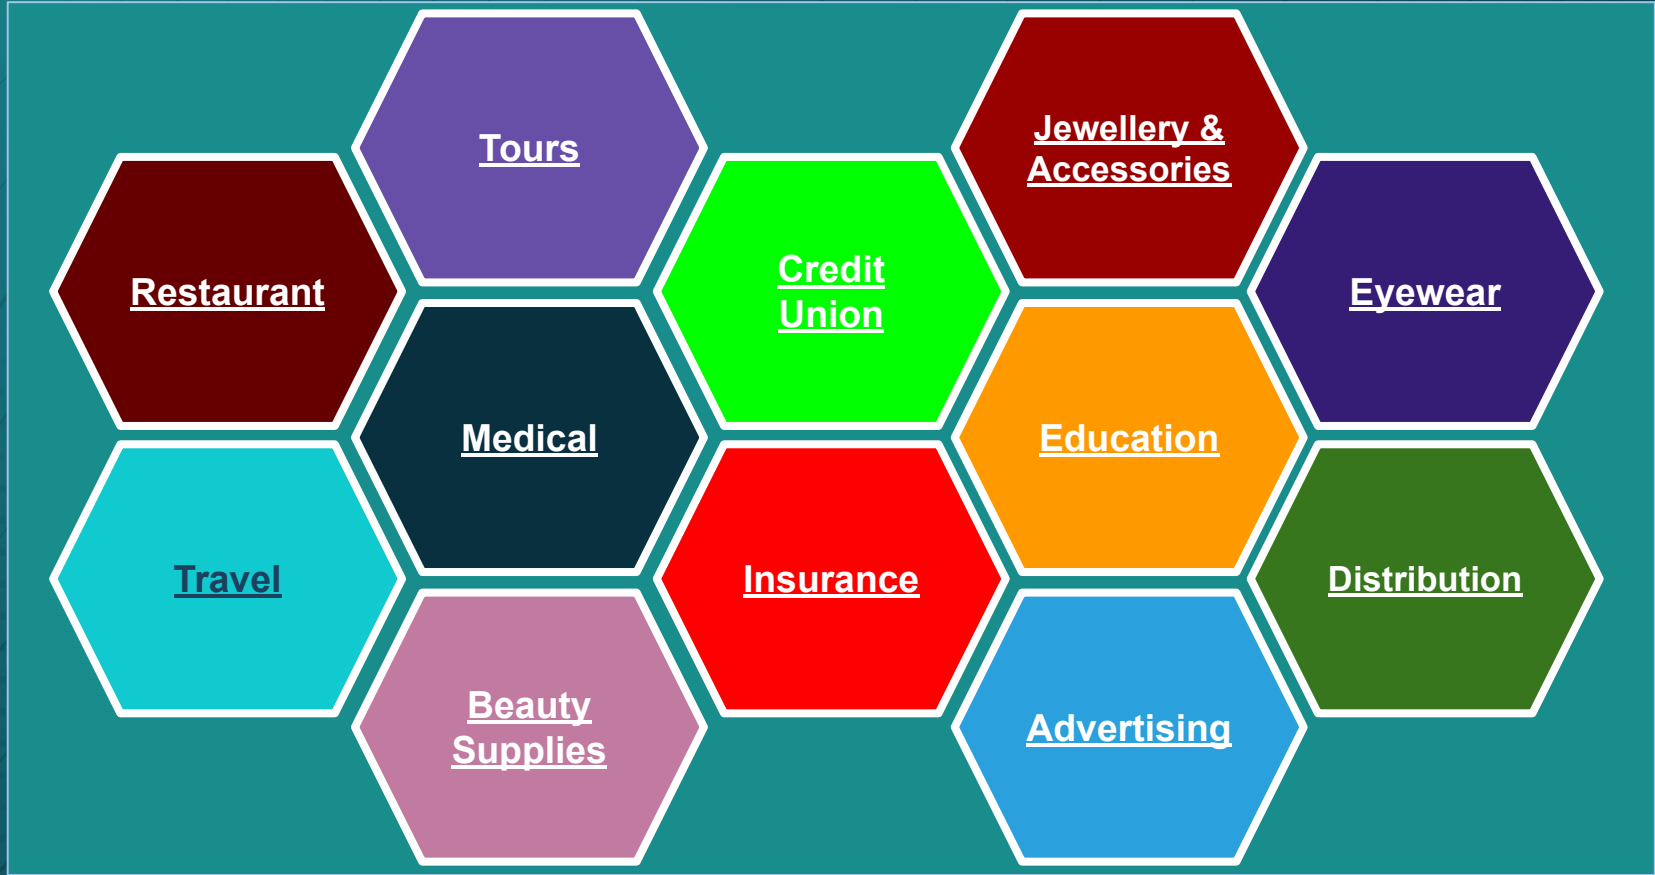 Tours
Jewellery &
Accessories
Restaurant
Credit
Union
Eyewear
Medical
Education
Travel
Insurance
Distribution
Beauty
Supplies
Advertising